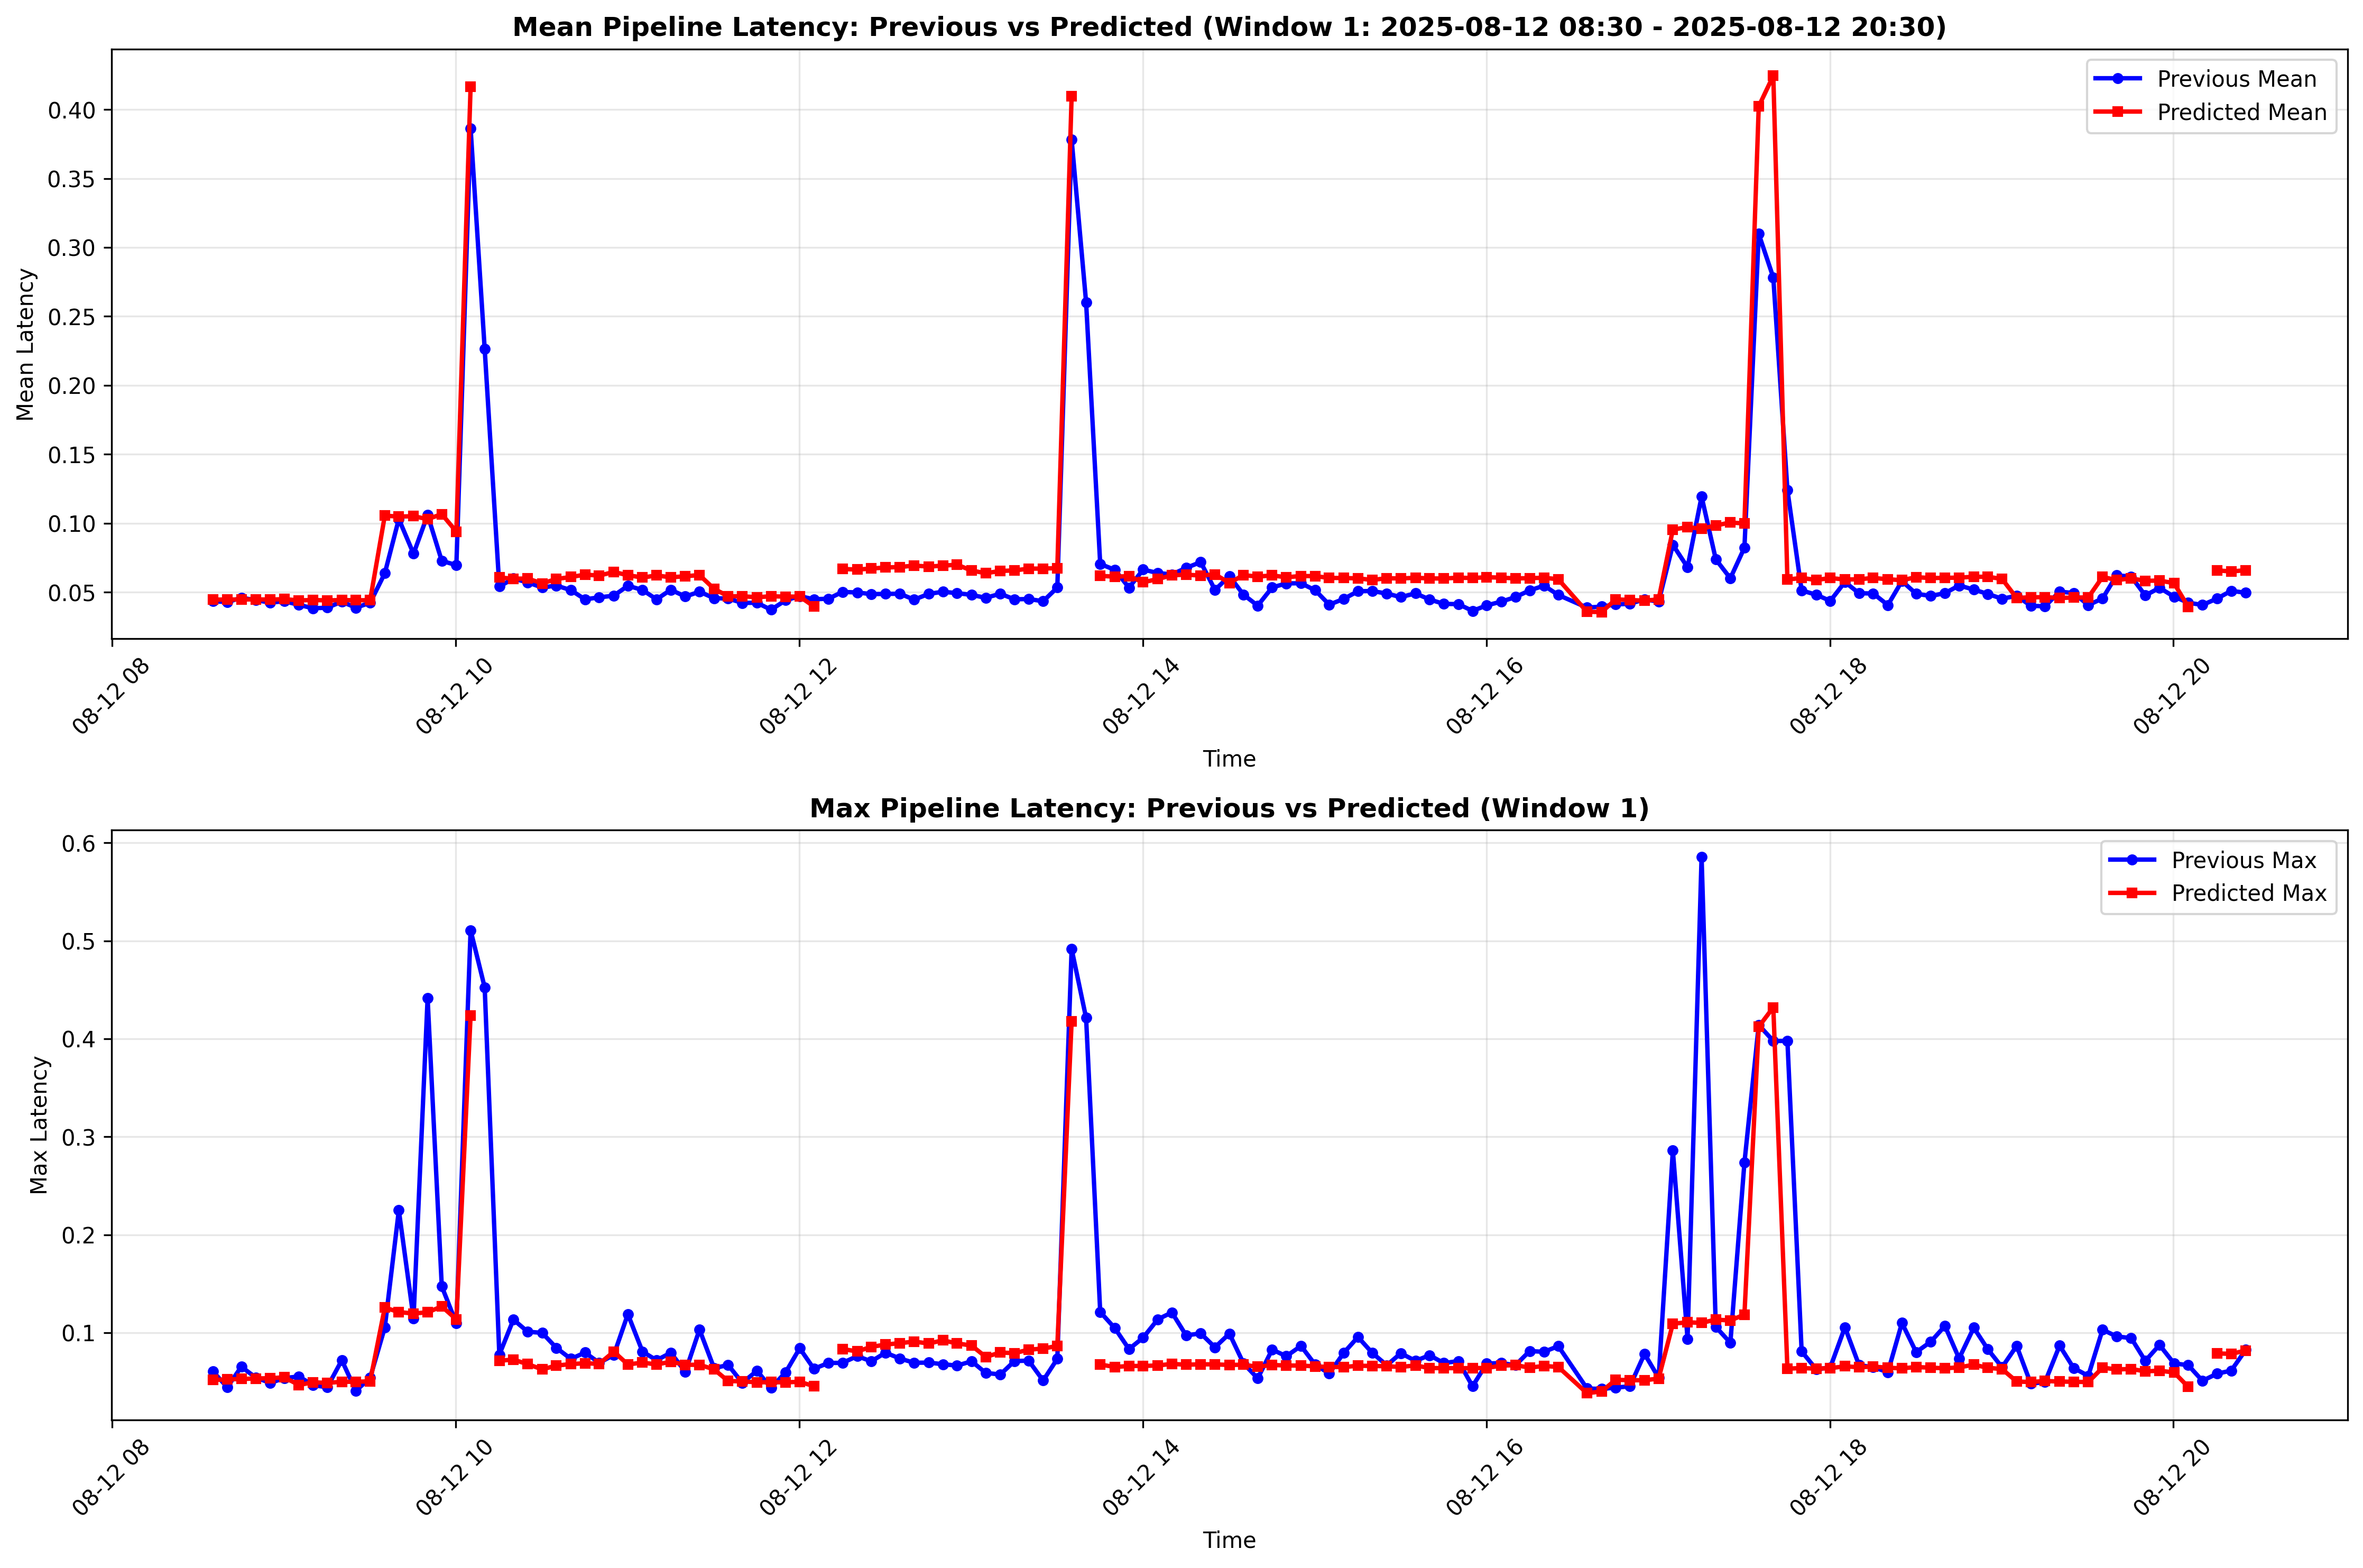 Mean Pipeline Latency: Previous vs Predicted (Window 1: 2025-08-12 08:30 - 2025-08-12 20:30)
Previous Mean
Predicted Mean
Mean Latency
0.40
0.35
0.30
0.25
0.20
0.15
0.10
0.05
08-12 08
08-12 10
08-12 12
08-12 14
08-12 16
08-12 18
08-12 20
Time
Max Pipeline Latency: Previous vs Predicted (Window 1)
Previous Max
Predicted Max
Max Latency
0.6
0.5
0.4
0.3
0.2
0.1
08-12 08
08-12 10
08-12 12
08-12 14
08-12 16
08-12 18
08-12 20
Time